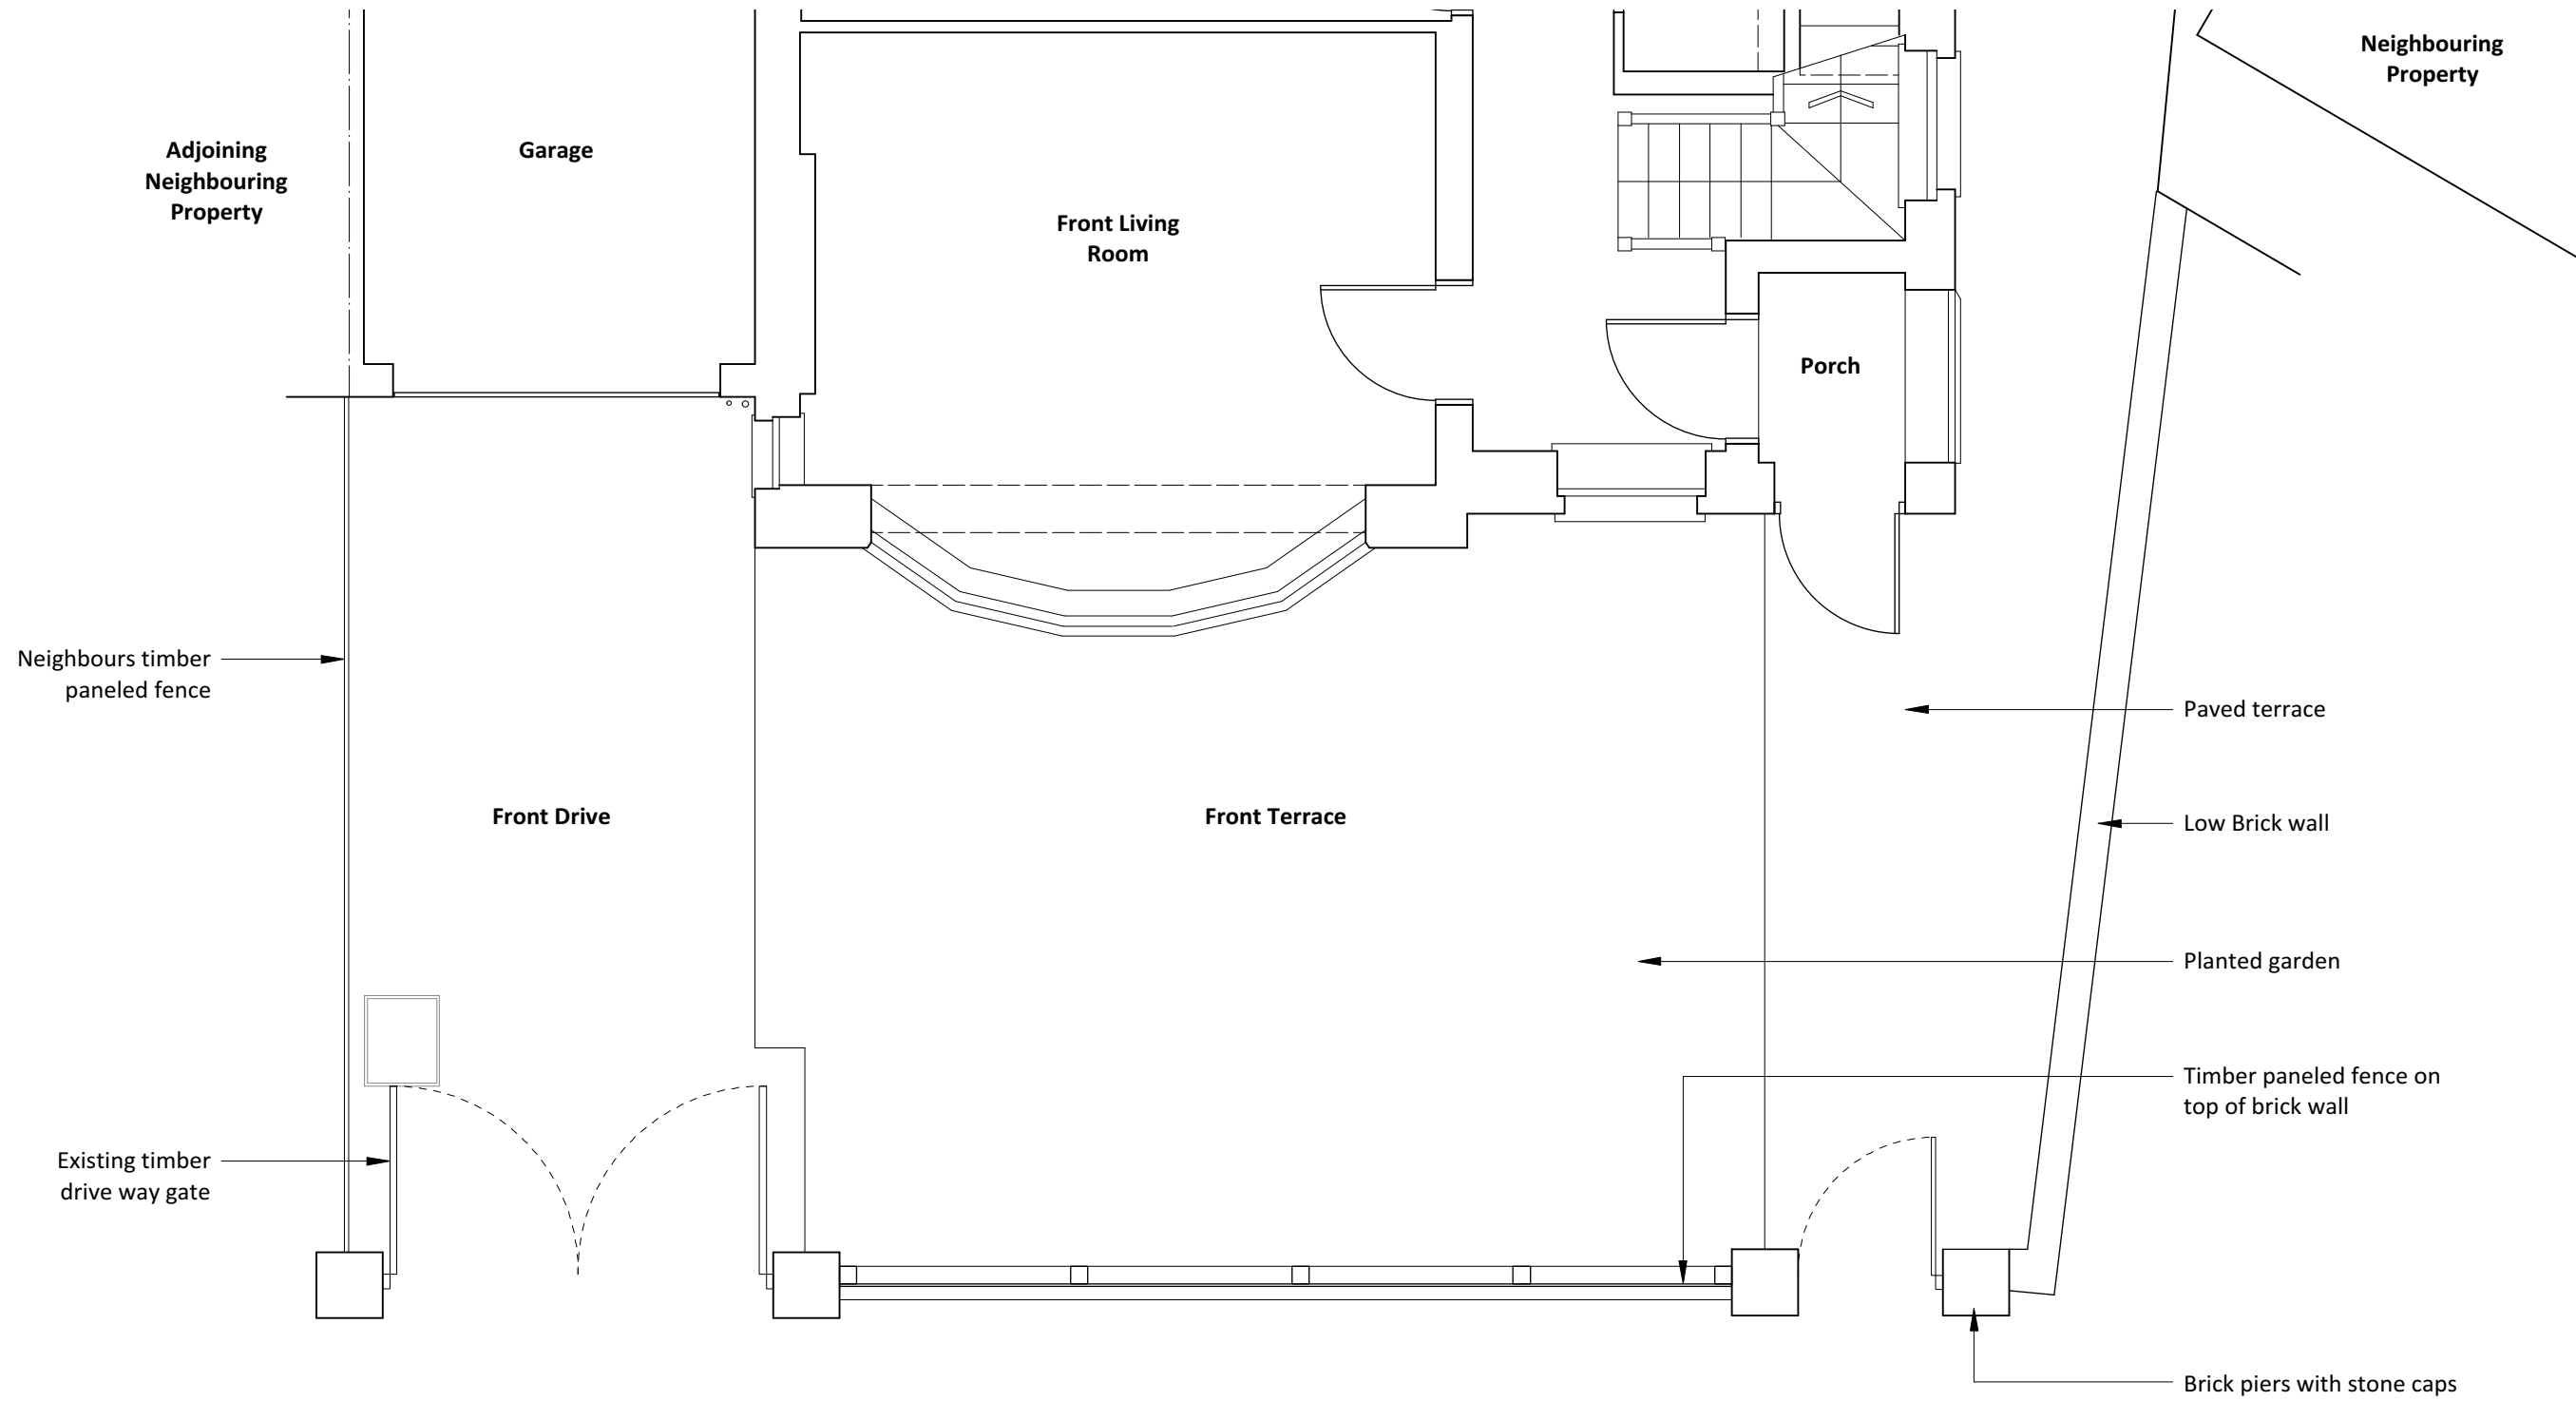 Neighbouring
Property
Adjoining
Neighbouring
Property
Garage
Front Living
Room
Porch
Neighbours timber
paneled fence
Paved terrace
Front Drive
Front Terrace
Low Brick wall
Planted garden
Timber paneled fence on
top of brick wall
Existing timber
drive way gate
Brick piers with stone caps